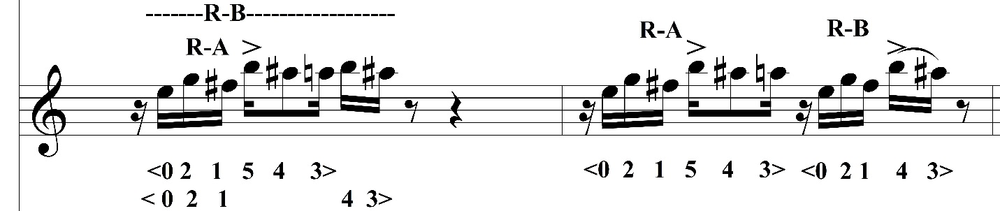 -------R-B------------------
R-A >
R-A >
R-B >
<0 2 1 5 4 3>
<0 2 1 5 4 3> <0 2 1 4 3>
< 0 2 1 4 3>